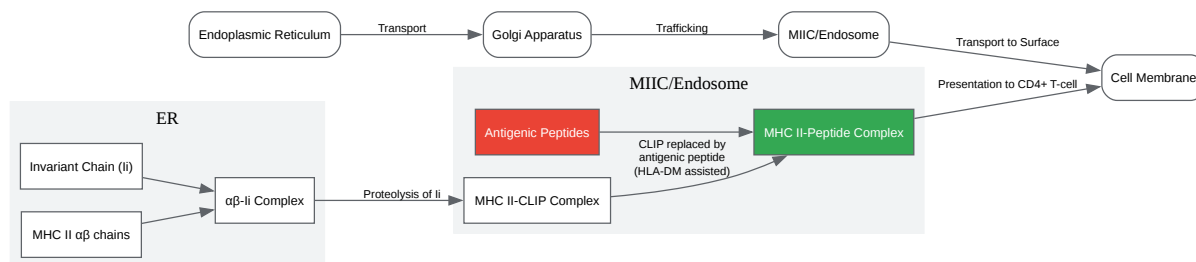 Endoplasmic Reticulum
Transport
Golgi Apparatus
Trafficking
MIIC/Endosome
Transport to Surface
Cell Membrane
Presentation to CD4+ T-cell
MIIC/Endosome
Antigenic Peptides
MHC II-Peptide Complex
CLIP replaced by
antigenic peptide
(HLA-DM assisted)
MHC II-CLIP Complex
ER
Invariant Chain (Ii)
αβ-Ii Complex
MHC II αβ chains
Proteolysis of Ii